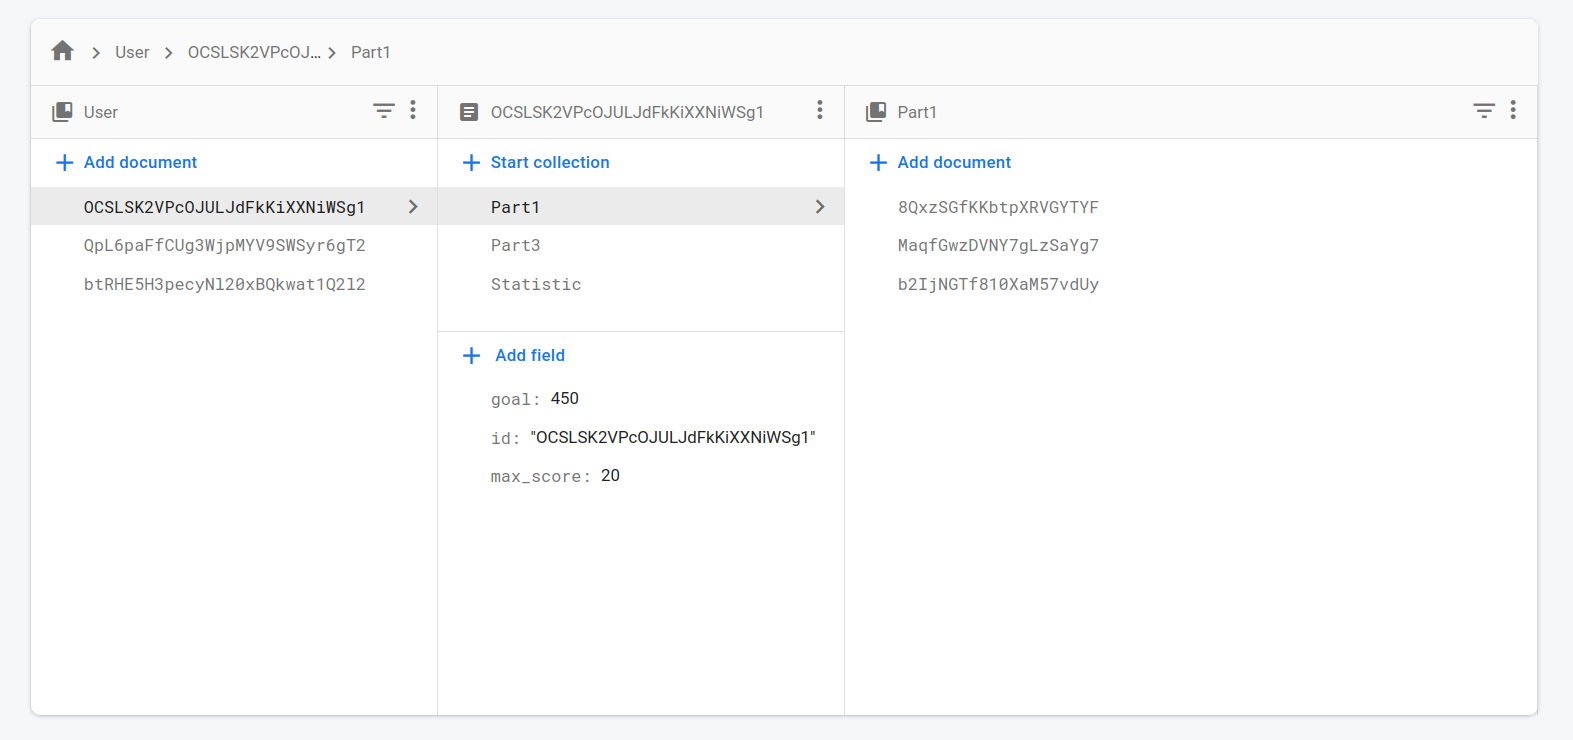 User OCSLSK2VPcOJ... Part1
User
Add document
OCSLSK2VPcOJULJdFkKiXXNiWSg1
QpL6paFfCUg3WjpMYV9SWSyr6gT2
btRHE5H3pecyNl20xBQkwat1Q2l2
OCSLSK2VPcOJULJdFkKiXXNiWSg1
Start collection
Part1
Part3
Statistic
Add field
goal: 450
id: "OCSLSK2VPcOJULJdFkKiXXNiWSg1"
max_score: 20
Part1
Add document
8QxzSGfKKbtpXRVGYTYF
MaqfGwzDVNY7gLzSaYg7
b2IjNGTf810XaM57vdUy